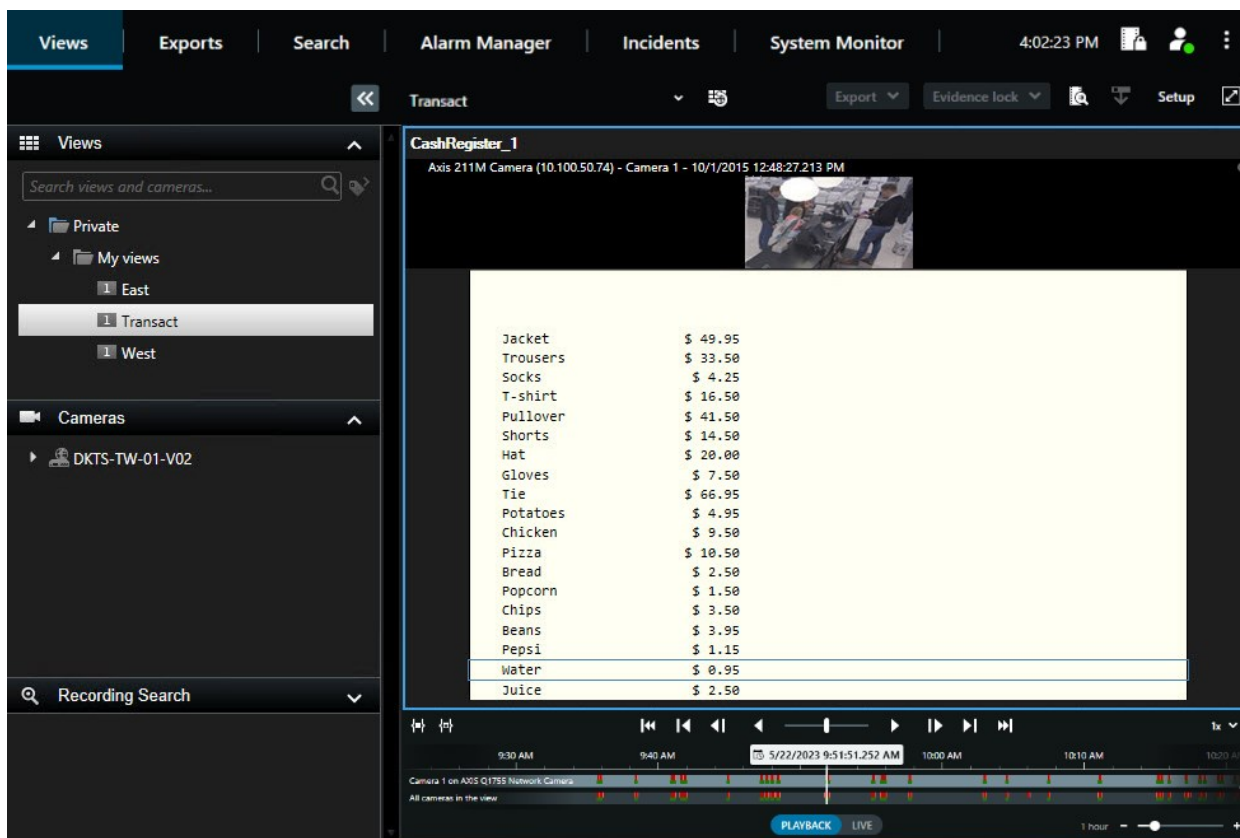 Views Exports Search Alarm Manager Incidents System Monitor 4:02:23 PM
Transact Export Evidence lock Setup
Views
Search views and cameras...
Private
My views
1 East
1 Transact
1 West
Cameras
DKTS-TW-01-V02
Recording Search
CashRegister_1
Axis 211M Camera (10.100.50.74) - Camera 1 - 10/1/2015 12:48:27.213 PM
Jacket $ 49.95
Trousers $ 33.50
Socks $ 4.25
T-shirt $ 16.50
Pullover $ 41.50
Shorts $ 14.50
Hat $ 20.00
Gloves $ 7.50
Tie $ 66.95
Potatoes $ 4.95
Chicken $ 9.50
Pizza $ 10.50
Bread $ 2.50
Popcorn $ 1.50
Chips $ 3.50
Beans $ 3.95
Pepsi $ 1.15
Water $ 0.95
Juice $ 2.50
1x
9:30 AM 9:40 AM 5/22/2023 9:51:51.252 AM 10:00 AM 10:10 AM 10:20 A
Camera 1 on AXIS Q1755 Network Camera
All cameras in the view
PLAYBACK LIVE 1 hour